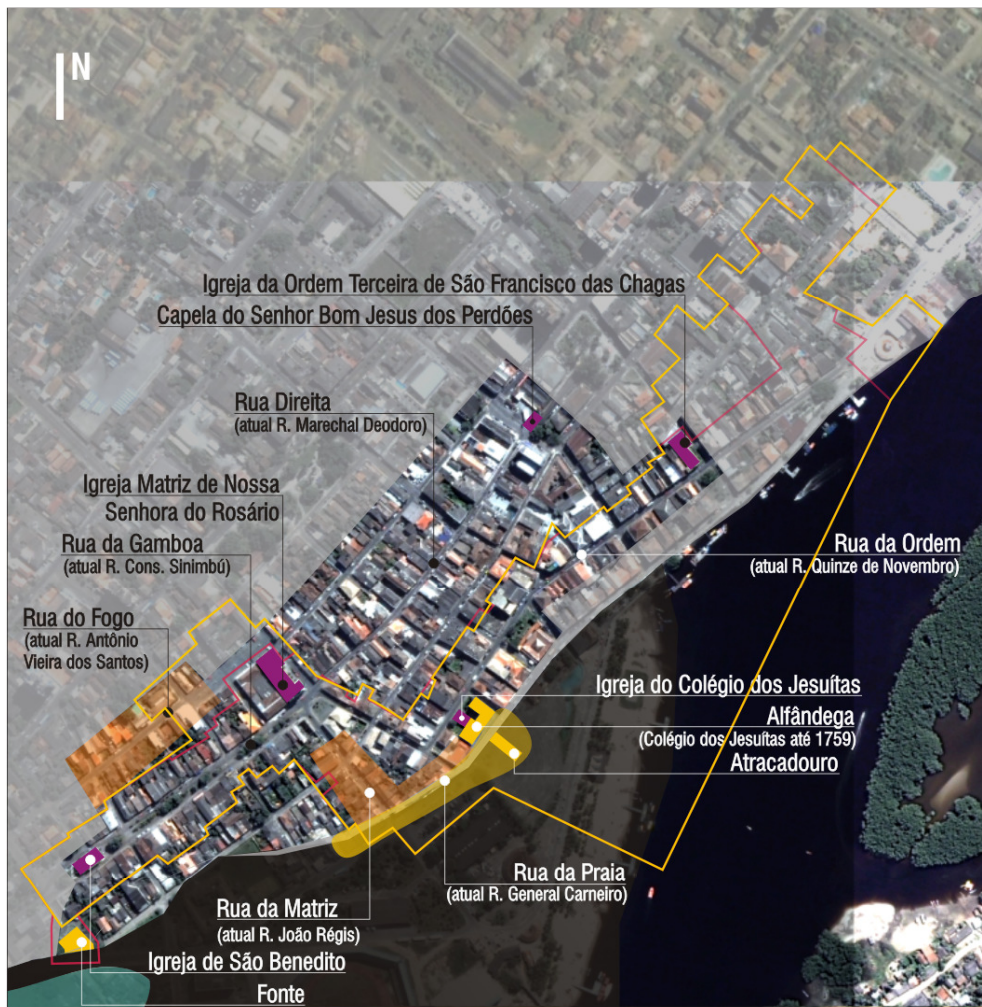 N
Igreja da Ordem Terceira de São Francisco das Chagas
Capela do Senhor Bom Jesus dos Perdões
Rua Direita
(atual R. Marechal Deodoro)
Igreja Matriz de Nossa
Senhora do Rosário
Rua da Gamboa
(atual R. Cons. Sinimbú)
Rua da Ordem
(atual R. Quinze de Novembro)
Rua do Fogo
(atual R. Antônio
Vieira dos Santos)
Igreja do Colégio dos Jesuítas
Alfândega
(Colégio dos Jesuítas até 1759)
Atracadouro
Rua da Praia
(atual R. General Carneiro)
Rua da Matriz
(atual R. João Régis)
Igreja de São Benedito
Fonte